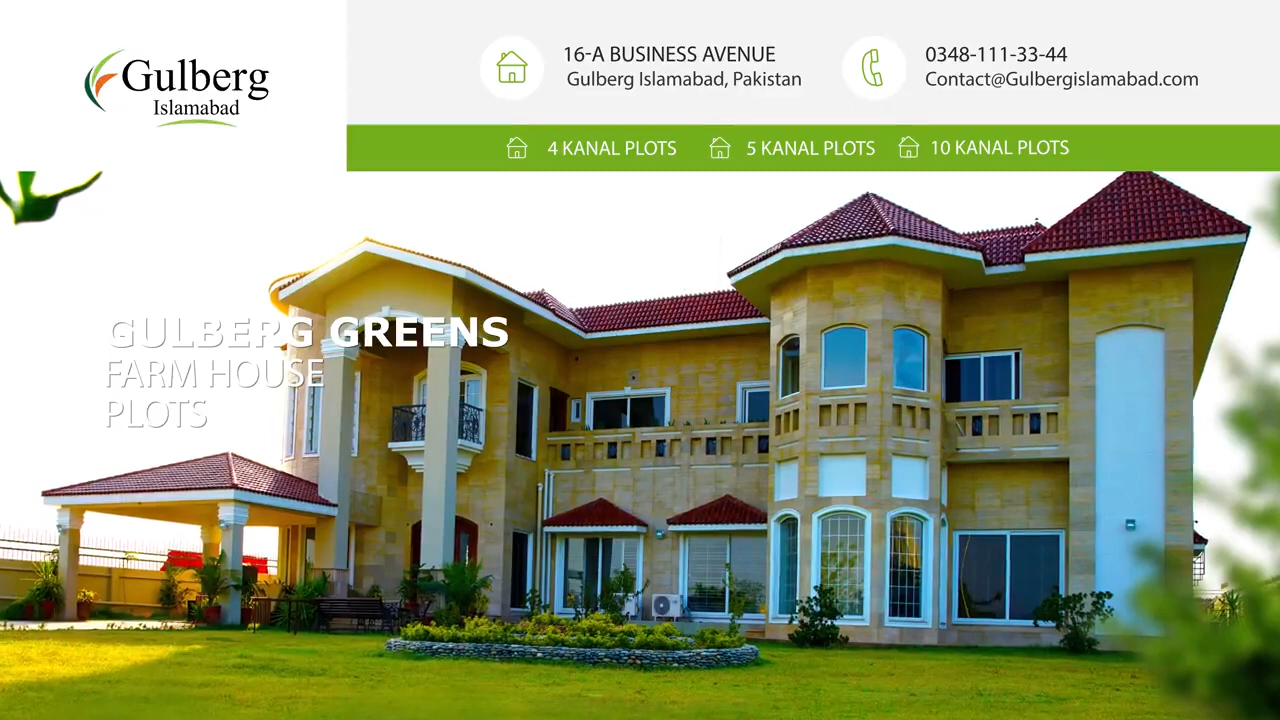 Gulberg
Islamabad
16-A BUSINESS AVENUE
Gulberg Islamabad, Pakistan
0348-111-33-44
Contact@Gulbergislamabad.com
4 KANAL PLOTS
5 KANAL PLOTS
10 KANAL PLOTS
GULBERG GREENS
FARM HOUSE
PLOTS